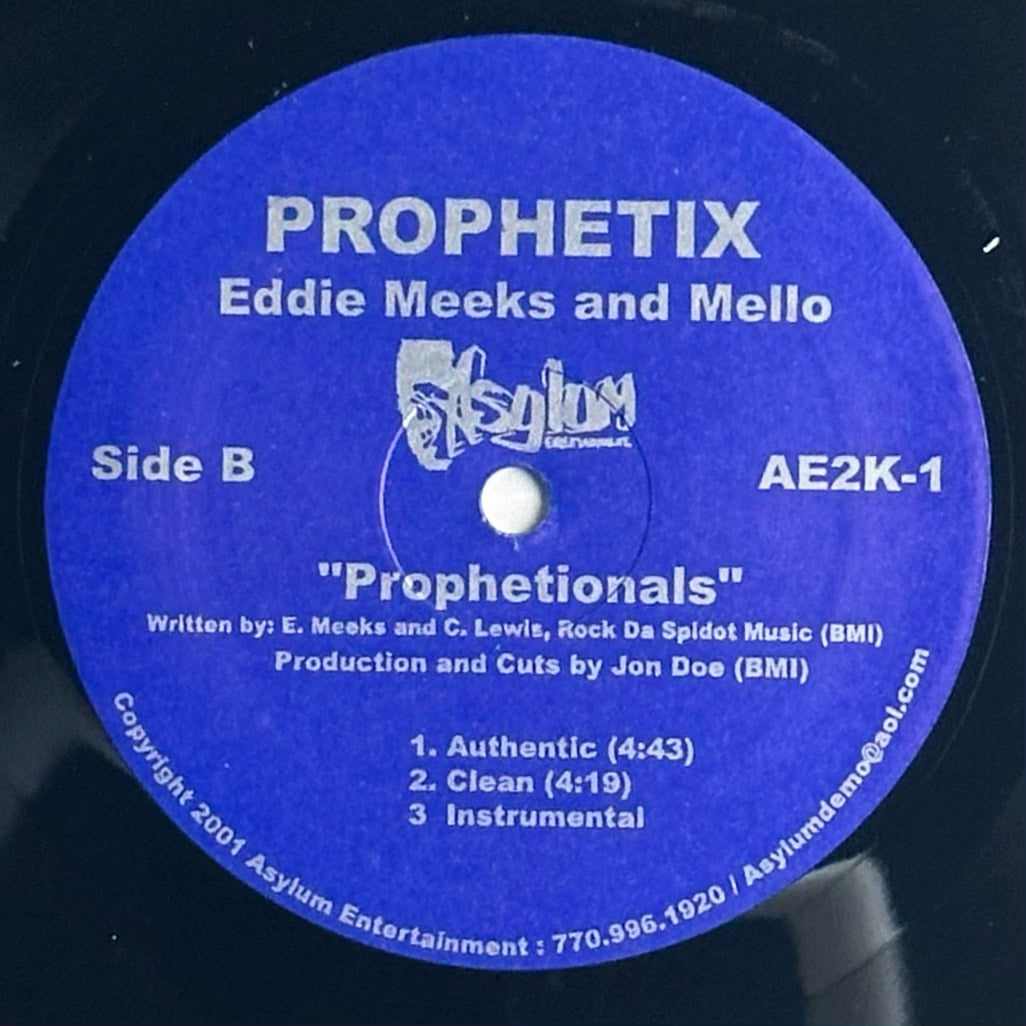 PROPHETIX
Eddie Meeks and Mello
Asylum
ENTERTAINMENT
Side B
AE2K-1
"Prophetionals"
Written by: E. Meeks and C. Lewis, Rock Da Spidot Music (BMI)
Production and Cuts by Jon Doe (BMI)
1. Authentic (4:43)
2. Clean (4:19)
3 Instrumental
Copyright 2001 Asylum Entertainment : 770.996.1920 / Asylumdemo@aol.com